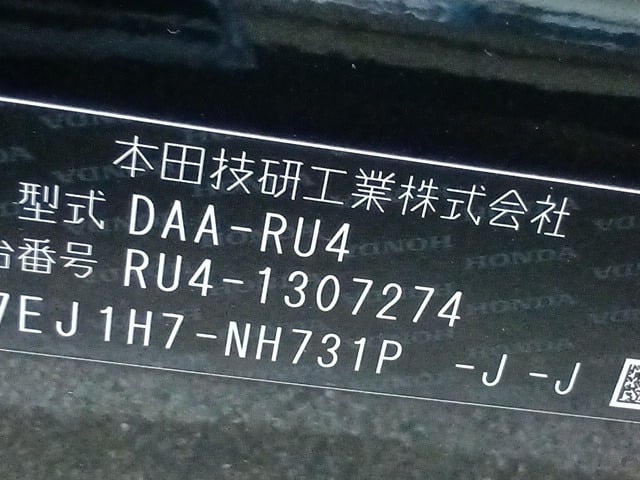 本田技研工業株式会社
型式 DAA-RU4
台番号 RU4-1307274
7EJ1H7-NH731P -J -J